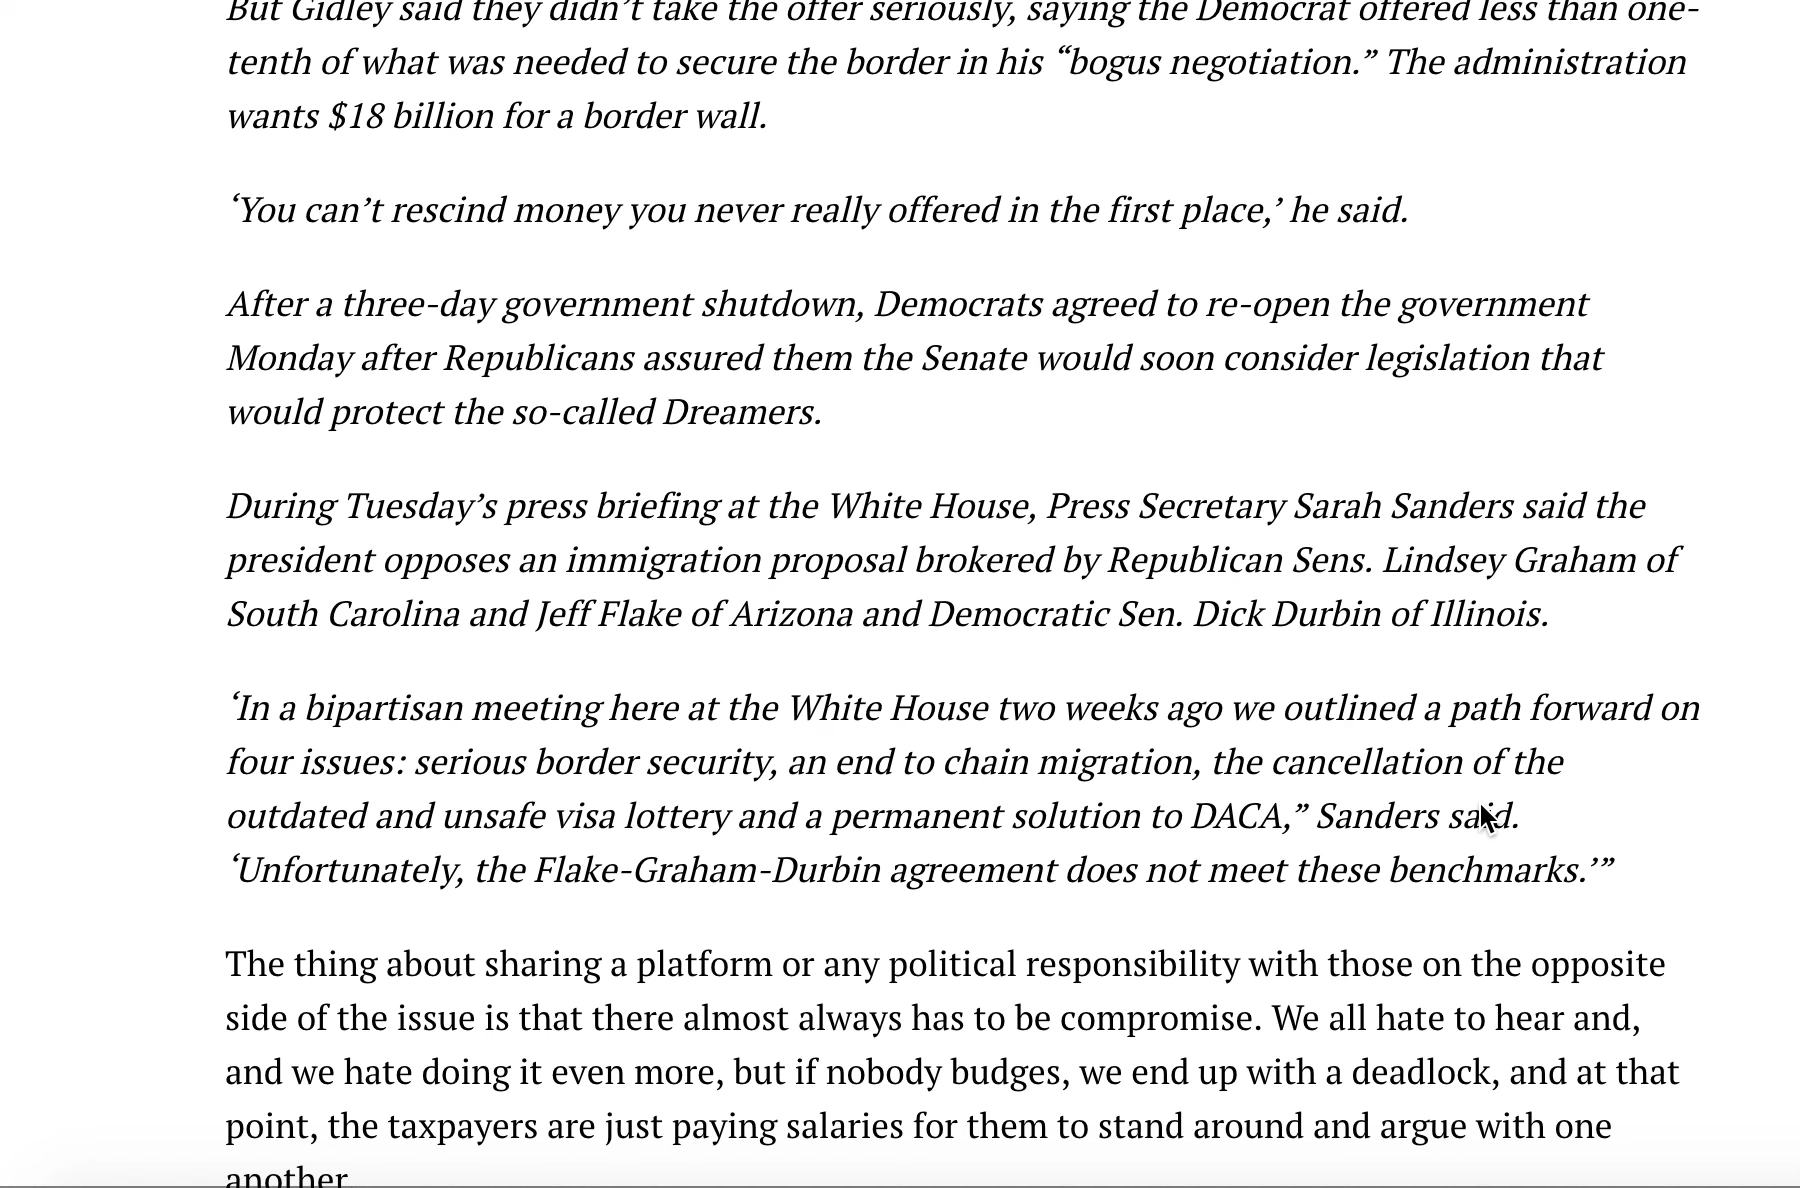 But Gidley said they didn’t take the offer seriously, saying the Democrat offered less than one-
tenth of what was needed to secure the border in his “bogus negotiation.” The administration
wants $18 billion for a border wall.
‘You can’t rescind money you never really offered in the first place,’ he said.
After a three-day government shutdown, Democrats agreed to re-open the government
Monday after Republicans assured them the Senate would soon consider legislation that
would protect the so-called Dreamers.
During Tuesday’s press briefing at the White House, Press Secretary Sarah Sanders said the
president opposes an immigration proposal brokered by Republican Sens. Lindsey Graham of
South Carolina and Jeff Flake of Arizona and Democratic Sen. Dick Durbin of Illinois.
‘In a bipartisan meeting here at the White House two weeks ago we outlined a path forward on
four issues: serious border security, an end to chain migration, the cancellation of the
outdated and unsafe visa lottery and a permanent solution to DACA,” Sanders said.
‘Unfortunately, the Flake-Graham-Durbin agreement does not meet these benchmarks.’”
The thing about sharing a platform or any political responsibility with those on the opposite
side of the issue is that there almost always has to be compromise. We all hate to hear and,
and we hate doing it even more, but if nobody budges, we end up with a deadlock, and at that
point, the taxpayers are just paying salaries for them to stand around and argue with one
another.